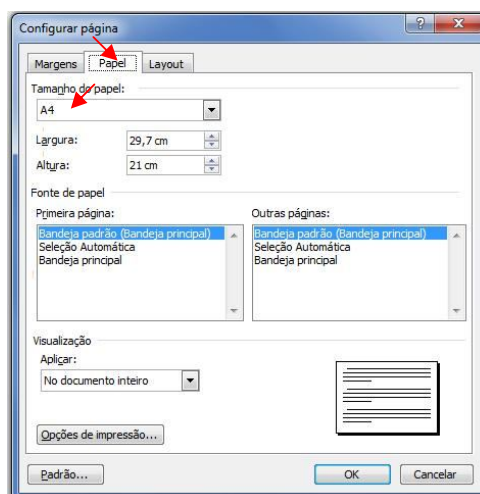 Configurar página
Margens Papel Layout
Tamanho do papel:
A4
Largura: 29,7 cm
Altura: 21 cm
Fonte de papel
Primeira página: Outras páginas:
Bandeja padrão (Bandeja principal) Bandeja padrão (Bandeja principal)
Seleção Automática Seleção Automática
Bandeja principal Bandeja principal
Visualização
Aplicar:
No documento inteiro
Opções de impressão...
Padrão... OK Cancelar